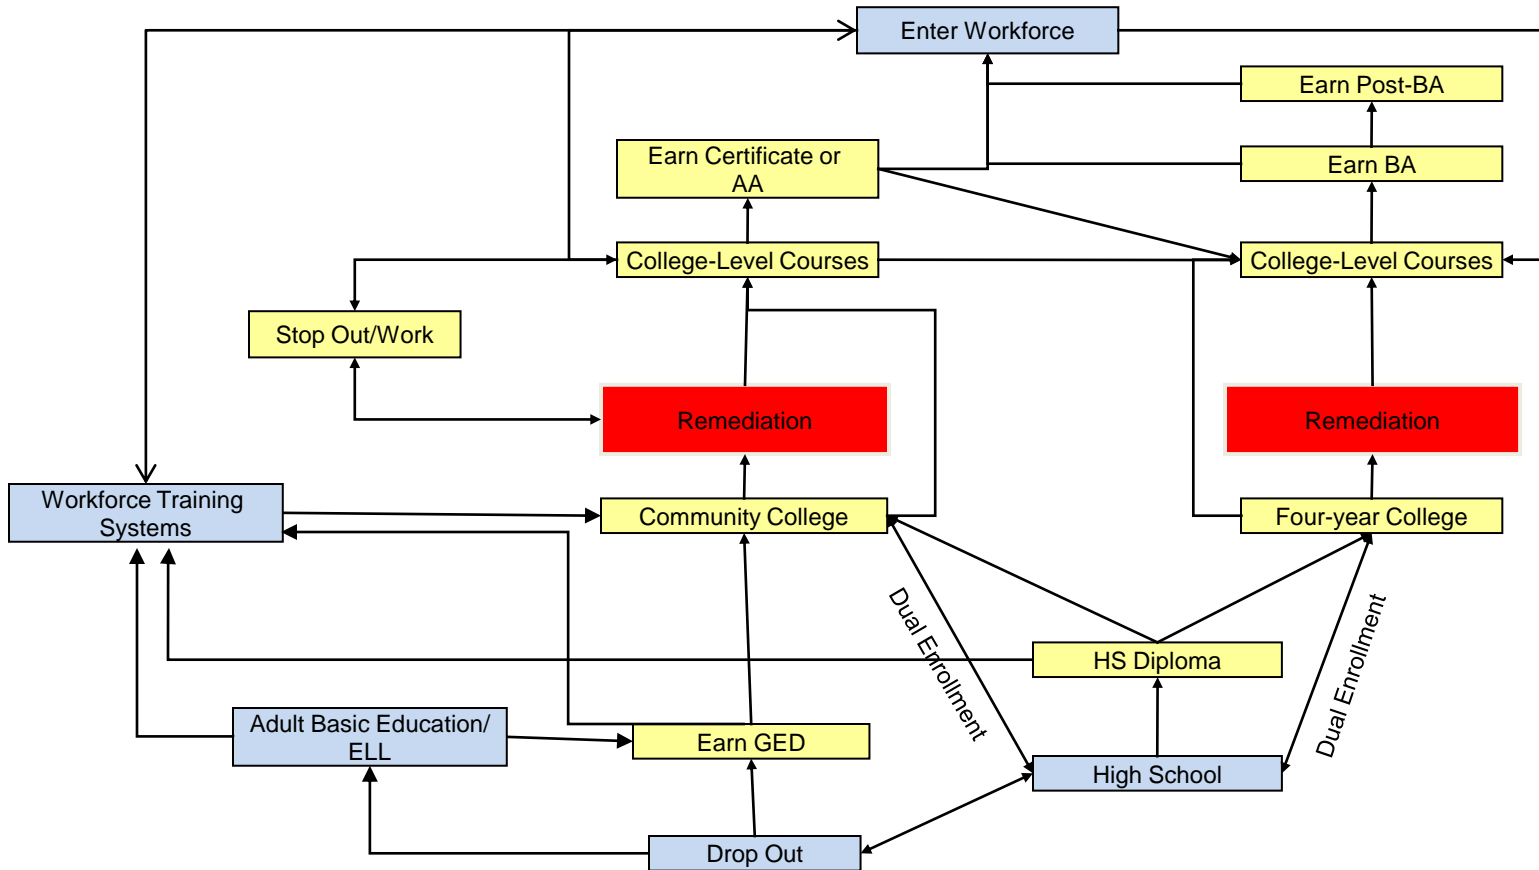 Enter Workforce
Earn Post-BA
Earn Certificate or
AA
Earn BA
College-Level Courses
College-Level Courses
Stop Out/Work
Remediation
Remediation
Workforce Training
Systems
Community College
Four-year College
Dual Enrollment
Dual Enrollment
HS Diploma
Adult Basic Education/
ELL
Earn GED
High School
Drop Out